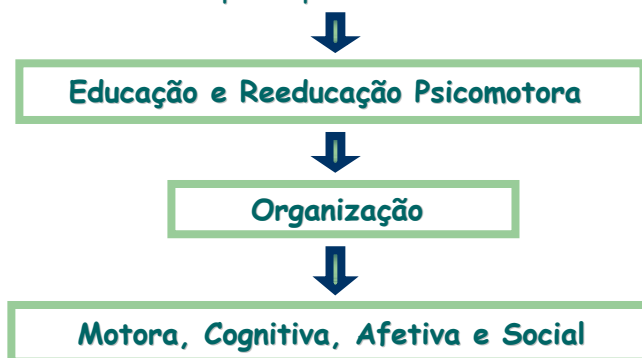 Educação e Reeducação Psicomotora
Organização
Motora, Cognitiva, Afetiva e Social